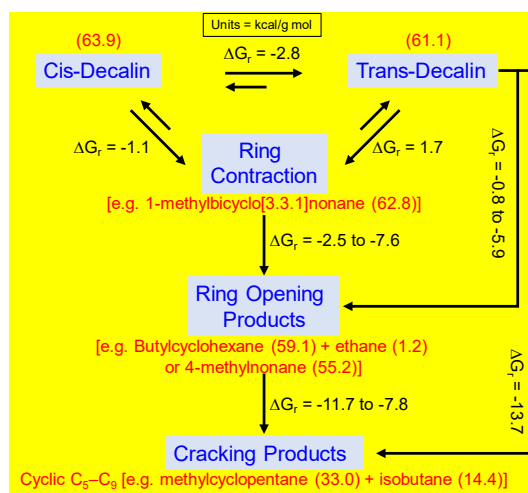 Units = kcal/g mol
(63.9)
(61.1)
ΔGr = -2.8
Cis-Decalin
Trans-Decalin
ΔGr = -1.1
ΔGr = 1.7
Ring
Contraction
[e.g. 1-methylbicyclo[3.3.1]nonane (62.8)]
ΔGr = -0.8 to -5.9
ΔGr = -2.5 to -7.6
Ring Opening
Products
[e.g. Butylcyclohexane (59.1) + ethane (1.2)
or 4-methylnonane (55.2)]
ΔGr = -13.7
ΔGr = -11.7 to -7.8
Cracking Products
Cyclic C5–C9 [e.g. methylcyclopentane (33.0) + isobutane (14.4)]